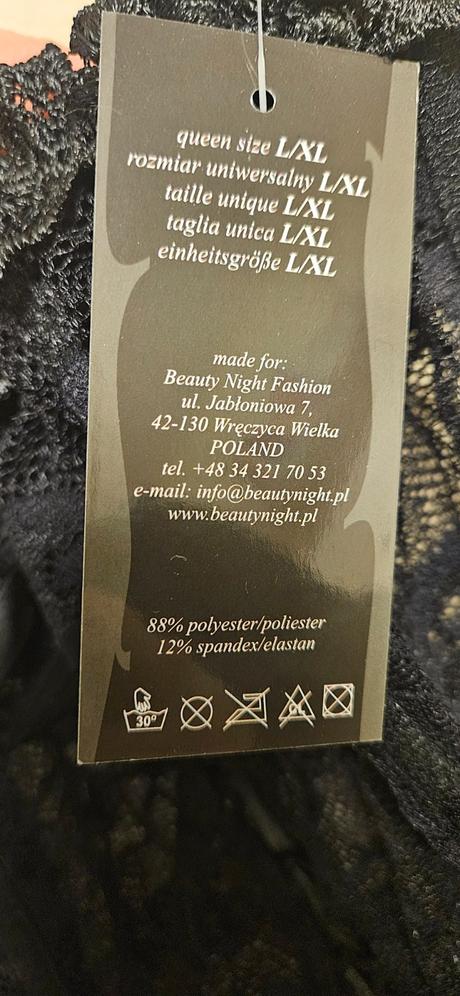 queen size L/XL
rozmiar uniwersalny L/XL
taille unique L/XL
taglia unica L/XL
einheitsgröße L/XL
made for:
Beauty Night Fashion
ul. Jabłoniowa 7,
42-130 Wręczyca Wielka
POLAND
tel. +48 34 321 70 53
e-mail: info@beautynight.pl
www.beautynight.pl
88% polyester/poliester
12% spandex/elastan
30° CL